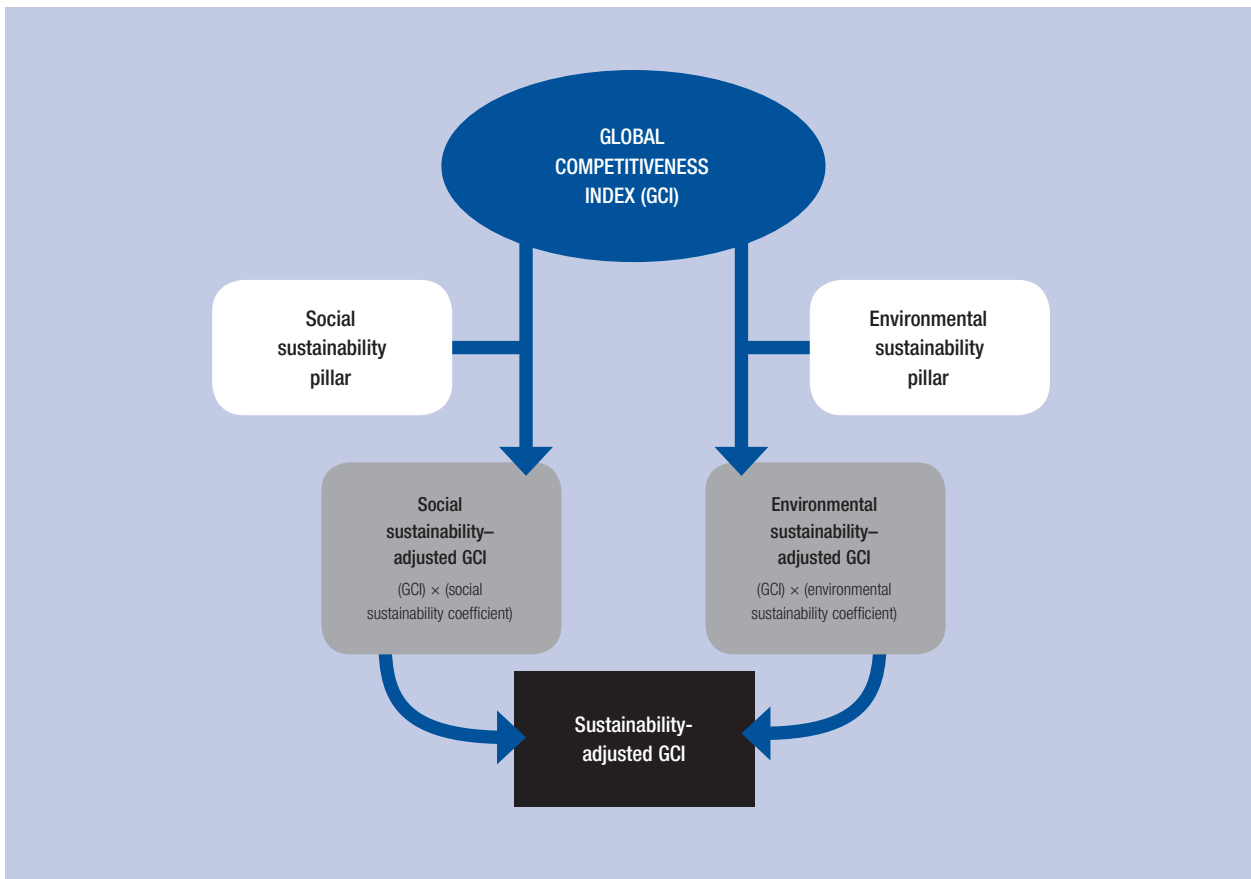 GLOBAL
COMPETITIVENESS
INDEX (GCI)
Social
sustainability
pillar
Environmental
sustainability
pillar
Social
sustainability–
adjusted GCI
(GCI) × (social
sustainability coefficient)
Environmental
sustainability–
adjusted GCI
(GCI) × (environmental
sustainability coefficient)
Sustainability-
adjusted GCI